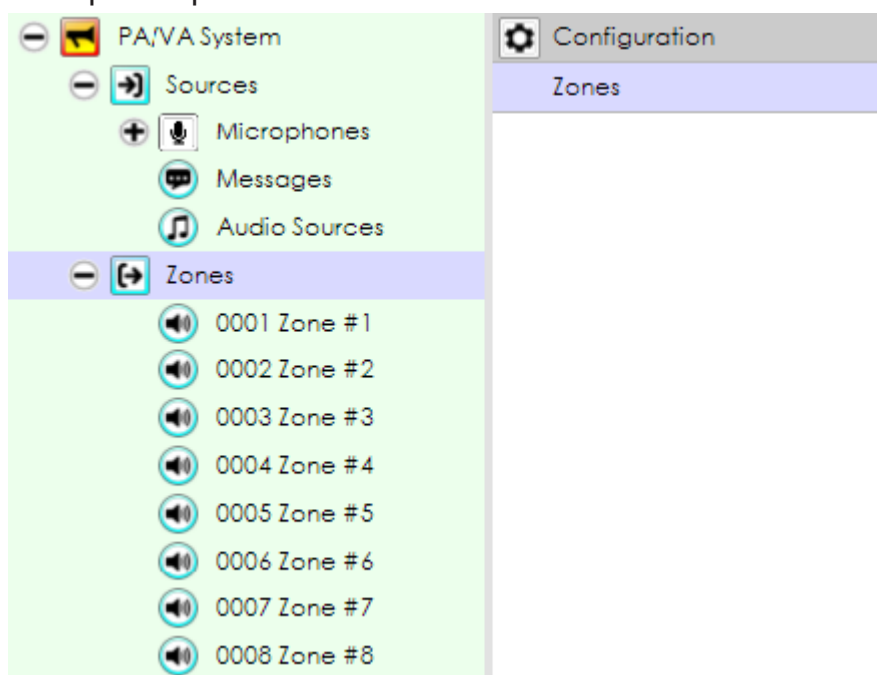 PA/VA System
Sources
Microphones
Messages
Audio Sources
Zones
0001 Zone #1
0002 Zone #2
0003 Zone #3
0004 Zone #4
0005 Zone #5
0006 Zone #6
0007 Zone #7
0008 Zone #8
Configuration
Zones